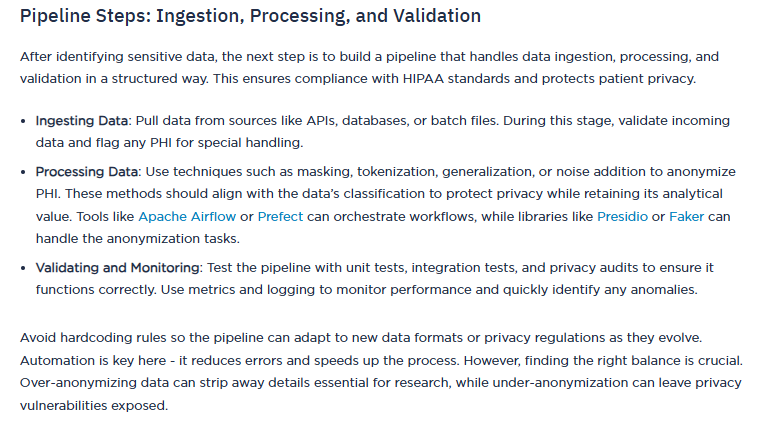 Pipeline Steps: Ingestion, Processing, and Validation
After identifying sensitive data, the next step is to build a pipeline that handles data ingestion, processing, and
validation in a structured way. This ensures compliance with HIPAA standards and protects patient privacy.
• Ingesting Data: Pull data from sources like APIs, databases, or batch files. During this stage, validate incoming
data and flag any PHI for special handling.
• Processing Data: Use techniques such as masking, tokenization, generalization, or noise addition to anonymize
PHI. These methods should align with the data’s classification to protect privacy while retaining its analytical
value. Tools like Apache Airflow or Prefect can orchestrate workflows, while libraries like Presidio or Faker can
handle the anonymization tasks.
• Validating and Monitoring: Test the pipeline with unit tests, integration tests, and privacy audits to ensure it
functions correctly. Use metrics and logging to monitor performance and quickly identify any anomalies.
Avoid hardcoding rules so the pipeline can adapt to new data formats or privacy regulations as they evolve.
Automation is key here - it reduces errors and speeds up the process. However, finding the right balance is crucial.
Over-anonymizing data can strip away details essential for research, while under-anonymization can leave privacy
vulnerabilities exposed.